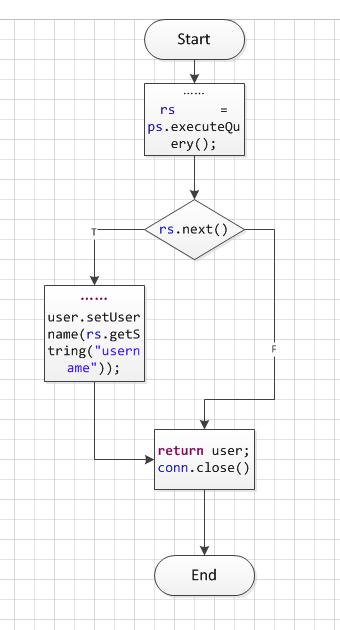 Start
......
rs =
ps.executeQu
ery();
rs.next()
T
......
user.setUser
name(rs.getS
tring("usern
ame"));
F
return user;
conn.close()
End